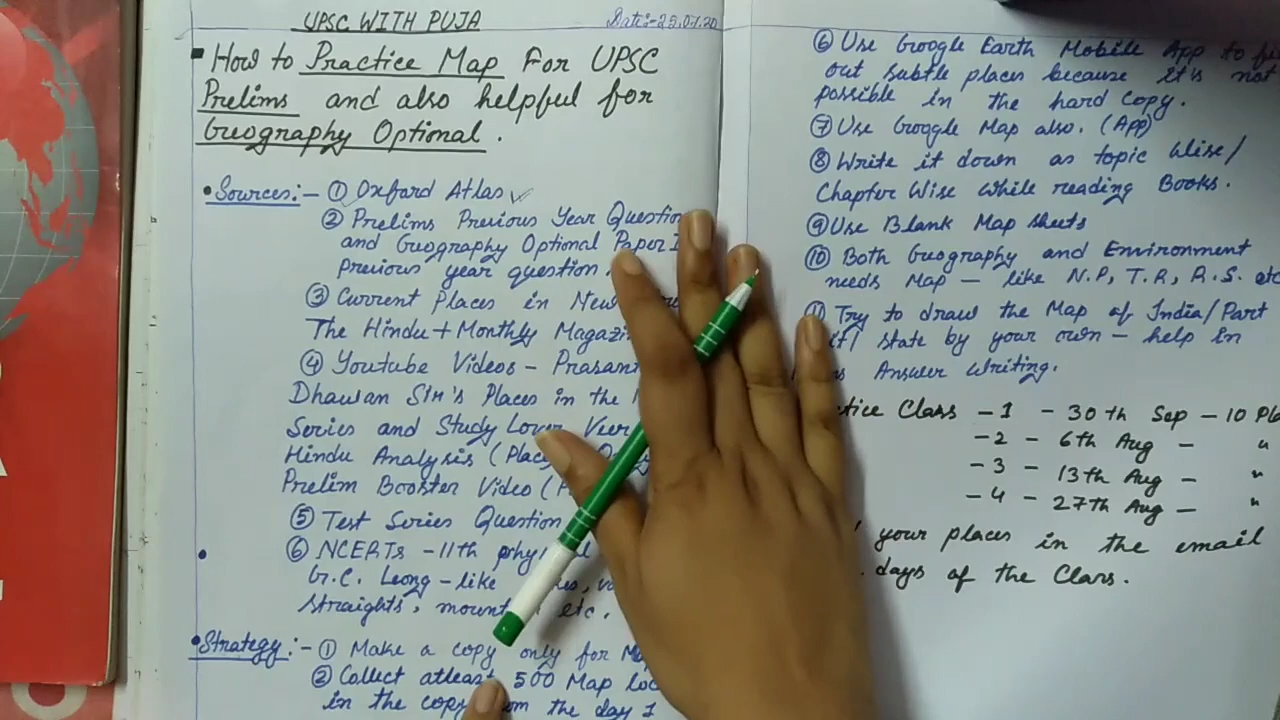 UPSC WITH PUJA
Date:-
How to Practice Map For UPSC
Prelims and also helpful for
Geography Optional.
Sources:- ① Oxford Atlas ✓
② Prelims Previous Year
and Geography Optional Paper
previous year question.
③ Current Places in
The Hindu + Monthly
④ Youtube Videos -
Dhawan Sir's Places in the
Series and Study
Hindu Analysis
Prelim Booster Video (
⑤ Test Series Question
⑥ NCERTs - 11th
G.C. Leong - like
straights, etc.
Strategy:- ① Make a copy only for
② Collect atleast 500 Map
in the copy the day 1
⑥ Use Google Earth Mobile App to
out subtle places because it is not
possible in the hard copy.
⑦ Use Google Map also. (App)
⑧ Write it down as topic Wise/
Chapter Wise while reading Books.
⑨ Use Blank Map sheets
⑩ Both Geography and Environment
needs Map - like N.P, T.R, R.S. etc
⑪ Try to draw the Map of India/Part
state by your own - help in
Answer Writing.
Class - 1 - 30th Sep - 10
- 2 - 6th Aug - "
- 3 - 13th Aug - "
- 4 - 27th Aug - "
your places in the email
days of the Class.